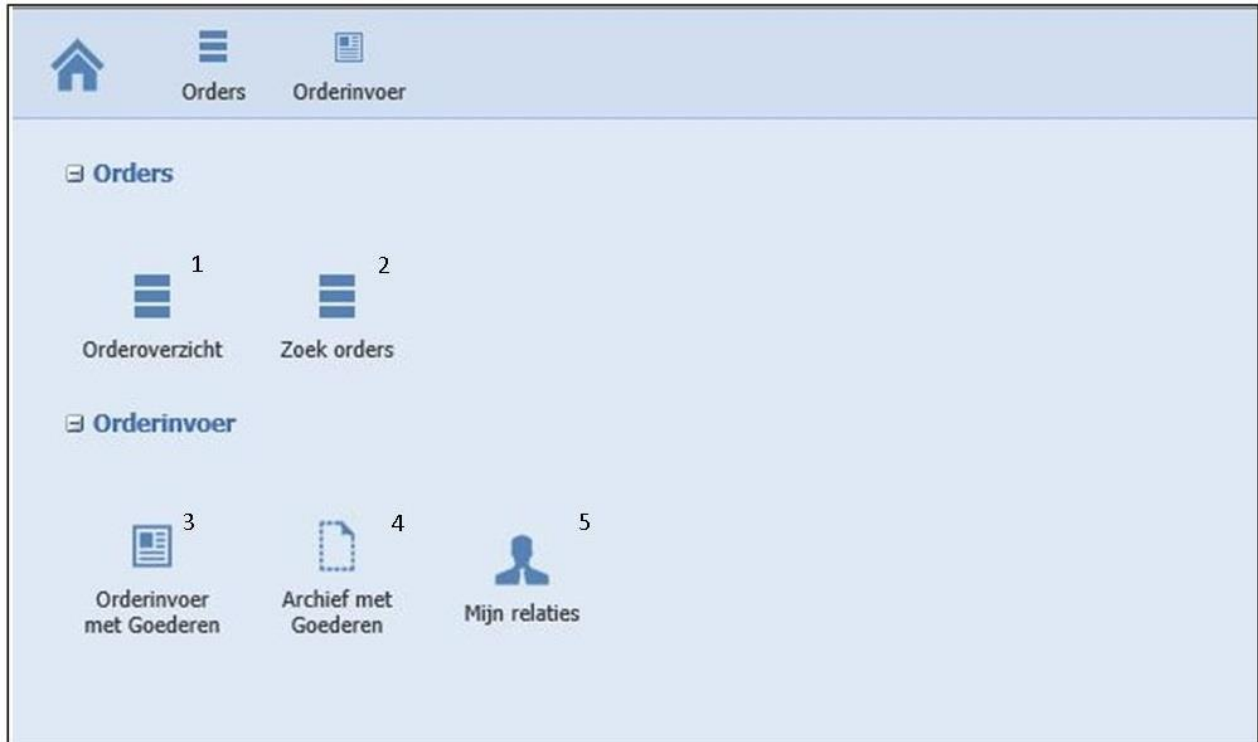 Orders Orderinvoer
Orders
1 2
Orderoverzicht Zoek orders
Orderinvoer
3 4 5
Orderinvoer
met Goederen
Archief met
Goederen
Mijn relaties